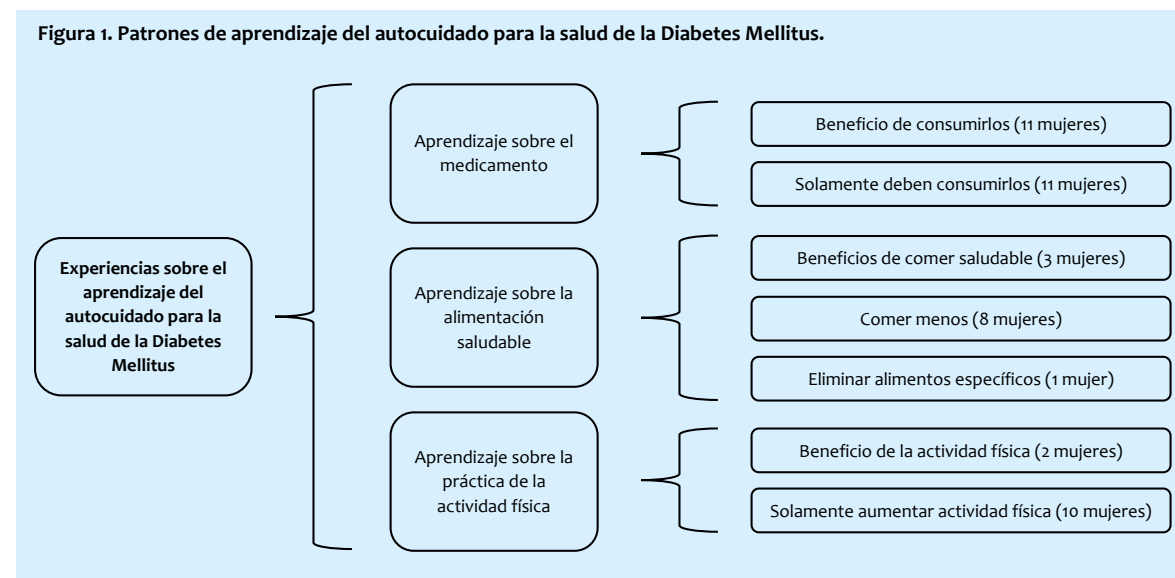 Figura 1. Patrones de aprendizaje del autocuidado para la salud de la Diabetes Mellitus.
Experiencias sobre el
aprendizaje del
autocuidado para la
salud de la Diabetes
Mellitus
Aprendizaje sobre el
medicamento
Beneficio de consumirlos (11 mujeres)
Solamente deben consumirlos (11 mujeres)
Aprendizaje sobre la
alimentación
saludable
Beneficios de comer saludable (3 mujeres)
Comer menos (8 mujeres)
Eliminar alimentos específicos (1 mujer)
Aprendizaje sobre la
práctica de la
actividad física
Beneficio de la actividad física (2 mujeres)
Solamente aumentar actividad física (10 mujeres)